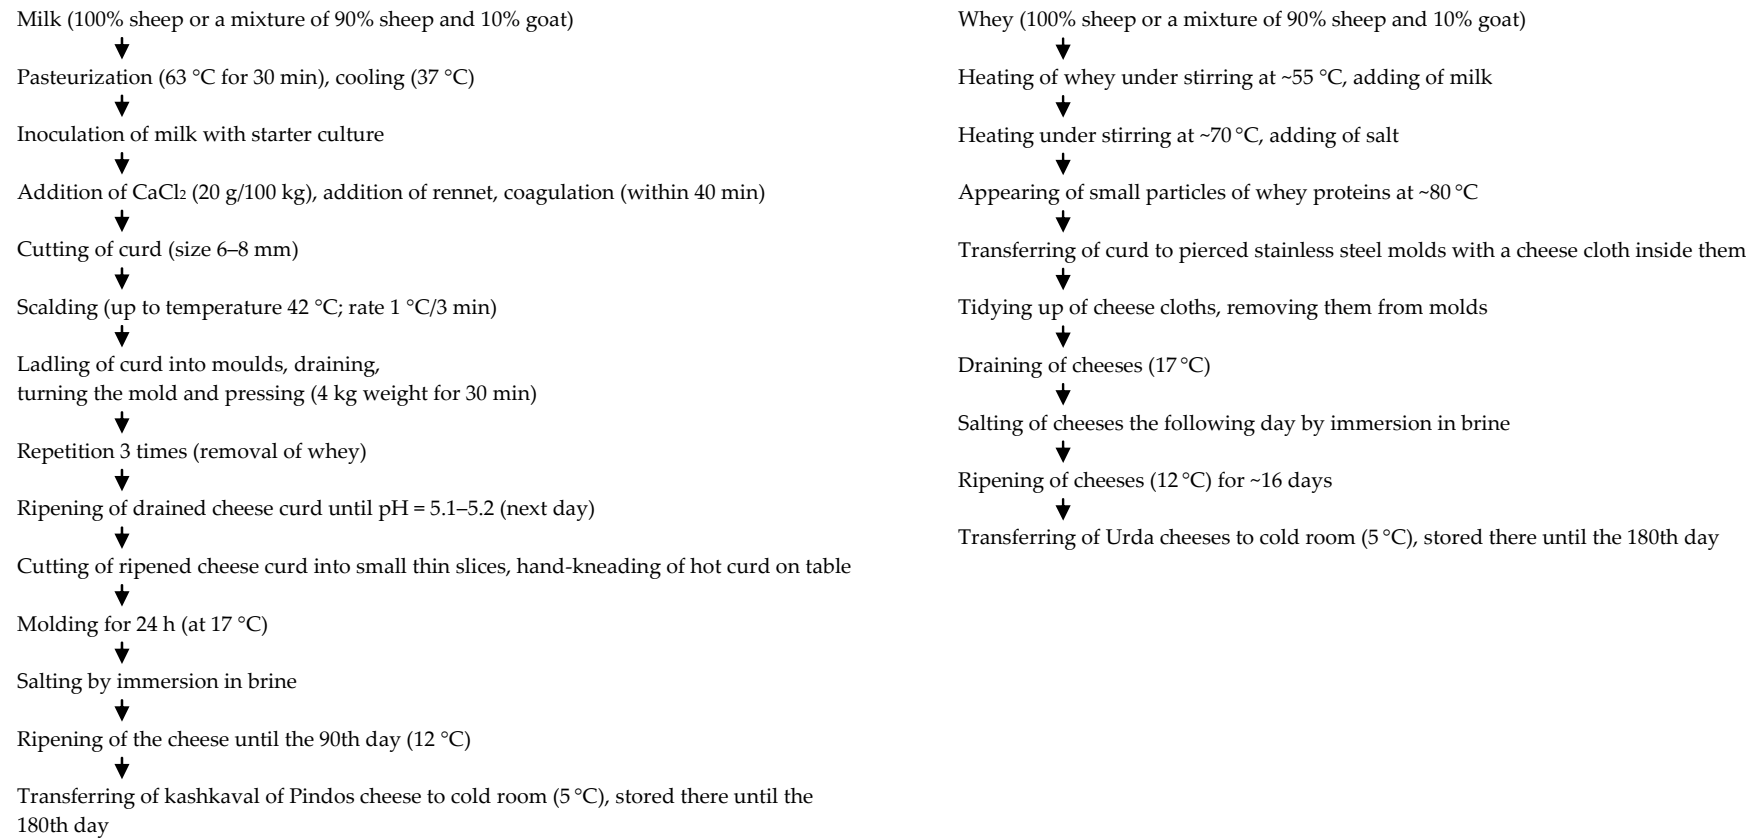 Milk (100% sheep or a mixture of 90% sheep and 10% goat)
Pasteurization (63 °C for 30 min), cooling (37 °C)
Inoculation of milk with starter culture
Addition of CaCl₂ (20 g/100 kg), addition of rennet, coagulation (within 40 min)
Cutting of curd (size 6–8 mm)
Scalding (up to temperature 42 °C; rate 1 °C/3 min)
Ladling of curd into moulds, draining,
turning the mold and pressing (4 kg weight for 30 min)
Repetition 3 times (removal of whey)
Ripening of drained cheese curd until pH = 5.1–5.2 (next day)
Cutting of ripened cheese curd into small thin slices, hand-kneading of hot curd on table
Molding for 24 h (at 17 °C)
Salting by immersion in brine
Ripening of the cheese until the 90th day (12 °C)
Transferring of kashkaval of Pindos cheese to cold room (5 °C), stored there until the
180th day
Whey (100% sheep or a mixture of 90% sheep and 10% goat)
Heating of whey under stirring at ~55 °C, adding of milk
Heating under stirring at ~70 °C, adding of salt
Appearing of small particles of whey proteins at ~80 °C
Transferring of curd to pierced stainless steel molds with a cheese cloth inside them
Tidying up of cheese cloths, removing them from molds
Draining of cheeses (17 °C)
Salting of cheeses the following day by immersion in brine
Ripening of cheeses (12 °C) for ~16 days
Transferring of Urda cheeses to cold room (5 °C), stored there until the 180th day